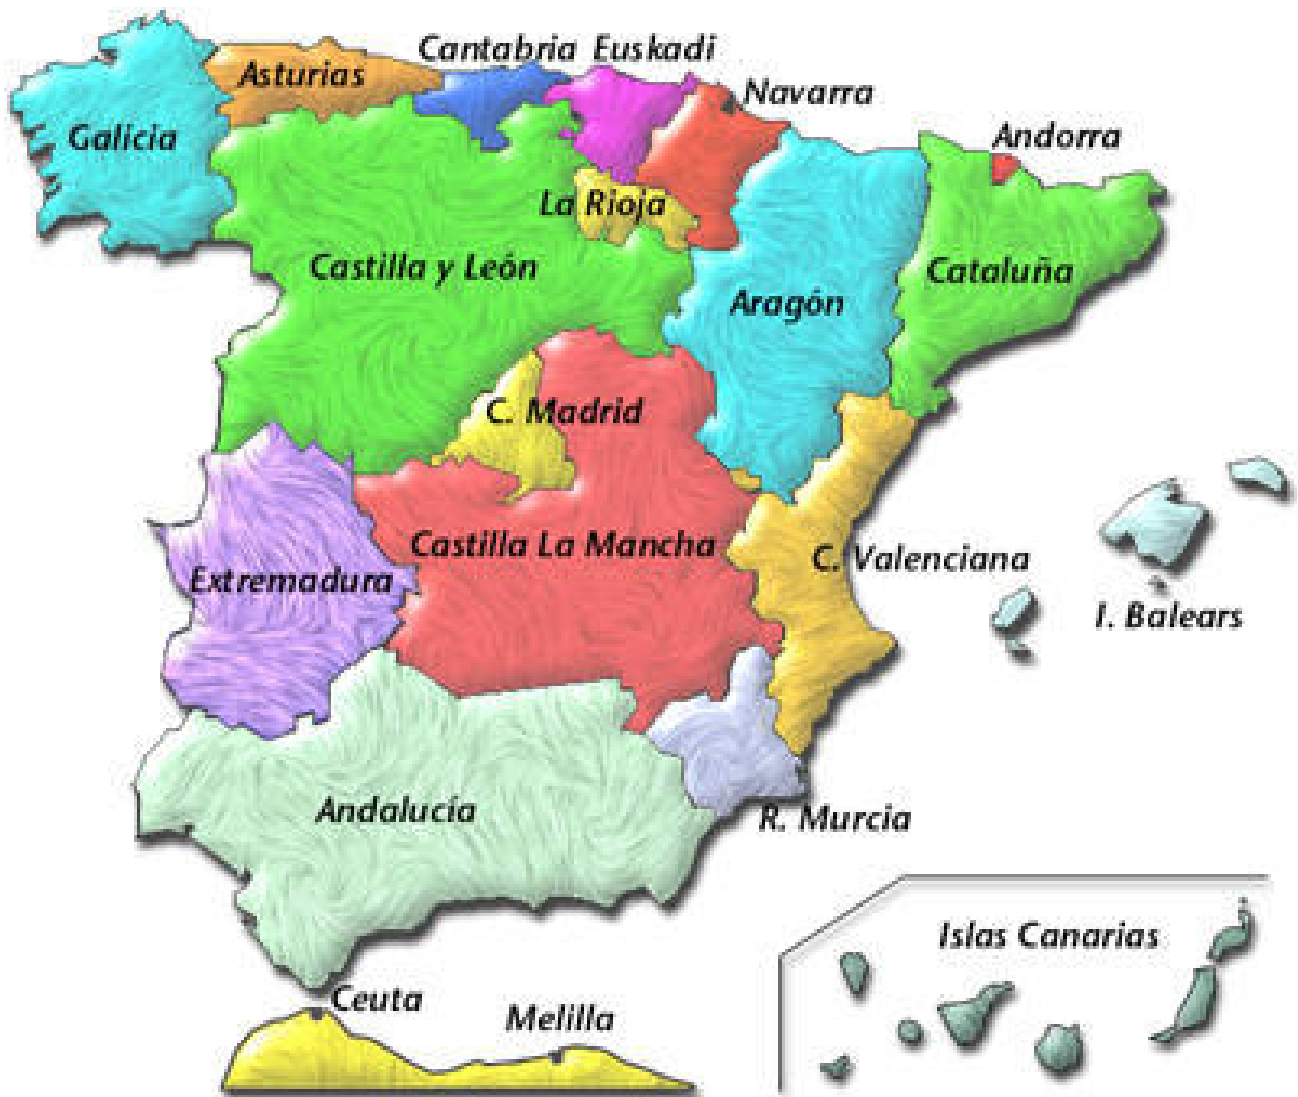 Cantabria Euskadi
Asturias
Navarra
Galicia
Andorra
La Rioja
Castilla y León
Cataluña
Aragón
C. Madrid
Castilla La Mancha
C. Valenciana
Extremadura
I. Balears
Andalucía
R. Murcia
Islas Canarias
Ceuta
Melilla